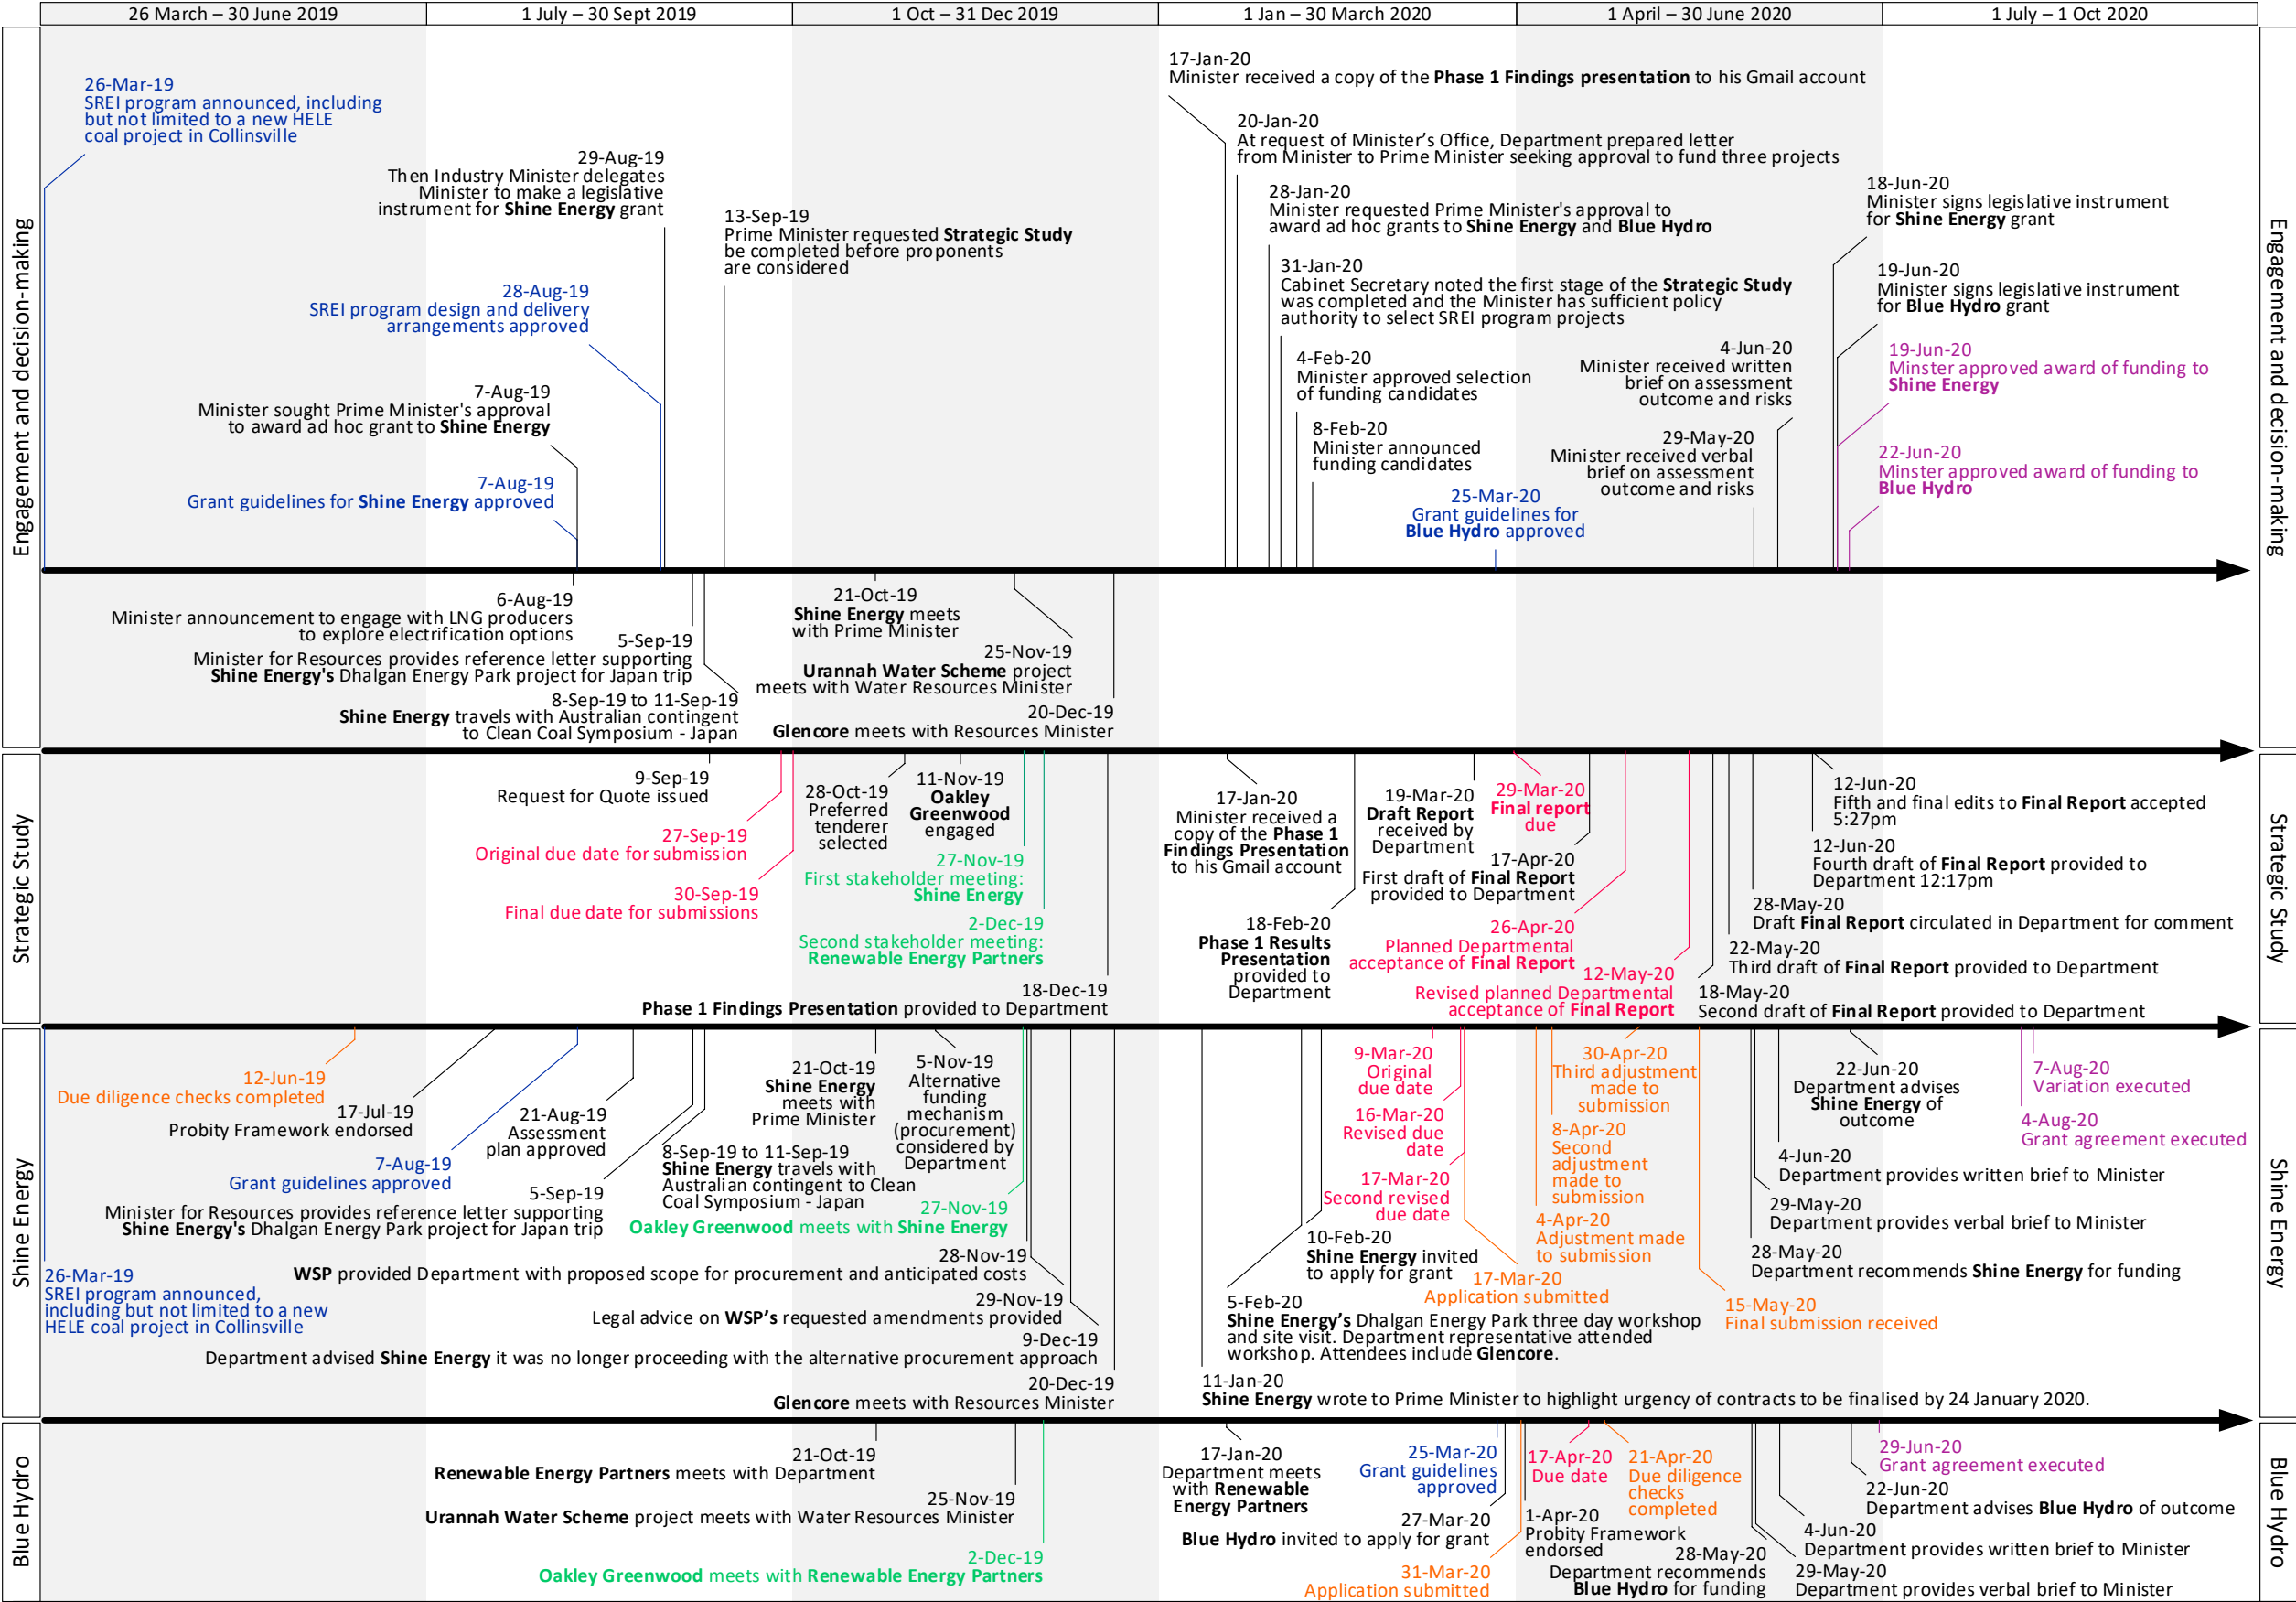 26 March – 30 June 2019
1 July – 30 Sept 2019
1 Oct – 31 Dec 2019
1 Jan – 30 March 2020
1 April – 30 June 2020
1 July – 1 Oct 2020
Engagement and decision-making
26-Mar-19
SREI program announced, including
but not limited to a new HELE
coal project in Collinsville
29-Aug-19
Then Industry Minister delegates
Minister to make a legislative
instrument for Shine Energy grant
13-Sep-19
Prime Minister requested Strategic Study
be completed before proponents
are considered
28-Aug-19
SREI program design and delivery
arrangements approved
7-Aug-19
Minister sought Prime Minister's approval
to award ad hoc grant to Shine Energy
7-Aug-19
Grant guidelines for Shine Energy approved
17-Jan-20
Minister received a copy of the Phase 1 Findings presentation to his Gmail account
20-Jan-20
At request of Minister’s Office, Department prepared letter
from Minister to Prime Minister seeking approval to fund three projects
28-Jan-20
Minister requested Prime Minister's approval to
award ad hoc grants to Shine Energy and Blue Hydro
31-Jan-20
Cabinet Secretary noted the first stage of the Strategic Study
was completed and the Minister has sufficient policy
authority to select SREI program projects
4-Feb-20
Minister approved selection
of funding candidates
8-Feb-20
Minister announced
funding candidates
25-Mar-20
Grant guidelines for
Blue Hydro approved
4-Jun-20
Minister received written
brief on assessment
outcome and risks
29-May-20
Minister received verbal
brief on assessment
outcome and risks
18-Jun-20
Minister signs legislative instrument
for Shine Energy grant
19-Jun-20
Minister signs legislative instrument
for Blue Hydro grant
19-Jun-20
Minster approved award of funding to
Shine Energy
22-Jun-20
Minster approved award of funding to
Blue Hydro
Engagement and decision-making
6-Aug-19
Minister announcement to engage with LNG producers
to explore electrification options
5-Sep-19
Minister for Resources provides reference letter supporting
Shine Energy's Dhalgan Energy Park project for Japan trip
8-Sep-19 to 11-Sep-19
Shine Energy travels with Australian contingent
to Clean Coal Symposium - Japan
21-Oct-19
Shine Energy meets
with Prime Minister
25-Nov-19
Urannah Water Scheme project
meets with Water Resources Minister
20-Dec-19
Glencore meets with Resources Minister
Strategic Study
9-Sep-19
Request for Quote issued
27-Sep-19
Original due date for submission
30-Sep-19
Final due date for submissions
28-Oct-19
Preferred
tenderer
selected
11-Nov-19
Oakley
Greenwood
engaged
27-Nov-19
First stakeholder meeting:
Shine Energy
2-Dec-19
Second stakeholder meeting:
Renewable Energy Partners
18-Dec-19
Phase 1 Findings Presentation provided to Department
17-Jan-20
Minister received a
copy of the Phase 1
Findings Presentation
to his Gmail account
18-Feb-20
Phase 1 Results
Presentation
provided to
Department
19-Mar-20
Draft Report
received by
Department
29-Mar-20
Final report
due
17-Apr-20
First draft of Final Report
provided to Department
26-Apr-20
Planned Departmental
acceptance of Final Report
12-May-20
Revised planned Departmental
acceptance of Final Report
12-Jun-20
Fifth and final edits to Final Report accepted
5:27pm
12-Jun-20
Fourth draft of Final Report provided to
Department 12:17pm
28-May-20
Draft Final Report circulated in Department for comment
22-May-20
Third draft of Final Report provided to Department
18-May-20
Second draft of Final Report provided to Department
Strategic Study
Shine Energy
12-Jun-19
Due diligence checks completed
17-Jul-19
Probity Framework endorsed
7-Aug-19
Grant guidelines approved
21-Aug-19
Assessment
plan approved
5-Sep-19
Minister for Resources provides reference letter supporting
Shine Energy's Dhalgan Energy Park project for Japan trip
26-Mar-19
SREI program announced,
including but not limited to a new
HELE coal project in Collinsville
8-Sep-19 to 11-Sep-19
Shine Energy travels with
Australian contingent to Clean
Coal Symposium - Japan
21-Oct-19
Shine Energy
meets with
Prime Minister
5-Nov-19
Alternative
funding
mechanism
(procurement)
considered by
Department
27-Nov-19
Oakley Greenwood meets with Shine Energy
28-Nov-19
WSP provided Department with proposed scope for procurement and anticipated costs
29-Nov-19
Legal advice on WSP’s requested amendments provided
9-Dec-19
Department advised Shine Energy it was no longer proceeding with the alternative procurement approach
20-Dec-19
Glencore meets with Resources Minister
9-Mar-20
Original
due date
16-Mar-20
Revised due
date
17-Mar-20
Second revised
due date
10-Feb-20
Shine Energy invited
to apply for grant
17-Mar-20
Application submitted
5-Feb-20
Shine Energy’s Dhalgan Energy Park three day workshop
and site visit. Department representative attended
workshop. Attendees include Glencore.
11-Jan-20
Shine Energy wrote to Prime Minister to highlight urgency of contracts to be finalised by 24 January 2020.
30-Apr-20
Third adjustment
made to
submission
8-Apr-20
Second
adjustment
made to
submission
4-Apr-20
Adjustment made
to submission
15-May-20
Final submission received
22-Jun-20
Department advises
Shine Energy of
outcome
4-Jun-20
Department provides written brief to Minister
29-May-20
Department provides verbal brief to Minister
28-May-20
Department recommends Shine Energy for funding
7-Aug-20
Variation executed
4-Aug-20
Grant agreement executed
Shine Energy
Blue Hydro
21-Oct-19
Renewable Energy Partners meets with Department
25-Nov-19
Urannah Water Scheme project meets with Water Resources Minister
2-Dec-19
Oakley Greenwood meets with Renewable Energy Partners
17-Jan-20
Department meets
with Renewable
Energy Partners
25-Mar-20
Grant guidelines
approved
27-Mar-20
Blue Hydro invited to apply for grant
31-Mar-20
Application submitted
17-Apr-20
Due date
21-Apr-20
Due diligence
checks
completed
1-Apr-20
Probity Framework
endorsed
28-May-20
Department recommends
Blue Hydro for funding
29-Jun-20
Grant agreement executed
22-Jun-20
Department advises Blue Hydro of outcome
4-Jun-20
Department provides written brief to Minister
29-May-20
Department provides verbal brief to Minister
Blue Hydro